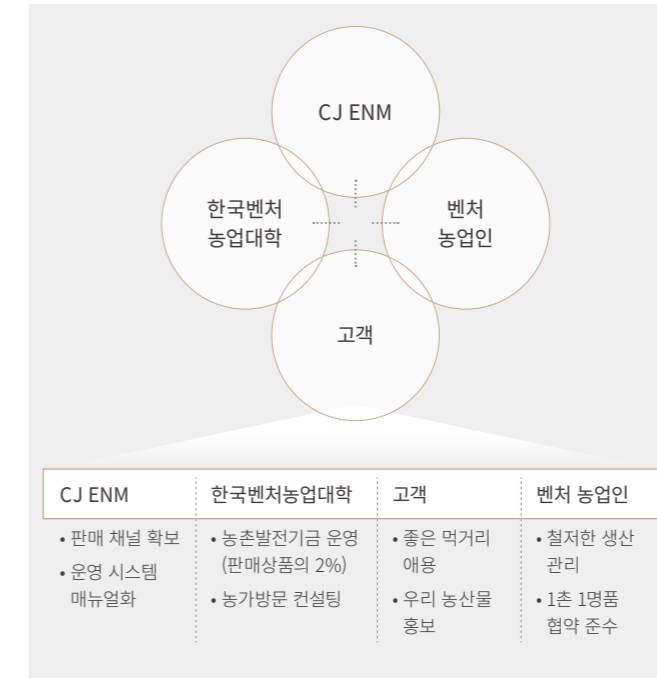 CJ ENM
한국벤처
농업대학
벤처
농업인
고객
CJ ENM
• 판매 채널 확보
• 운영 시스템
매뉴얼화
한국벤처농업대학
• 농촌발전기금 운영
(판매상품의 2%)
• 농가방문 컨설팅
고객
• 좋은 먹거리
애용
• 우리 농산물
홍보
벤처 농업인
• 철저한 생산
관리
• 1촌 1명품
협약 준수